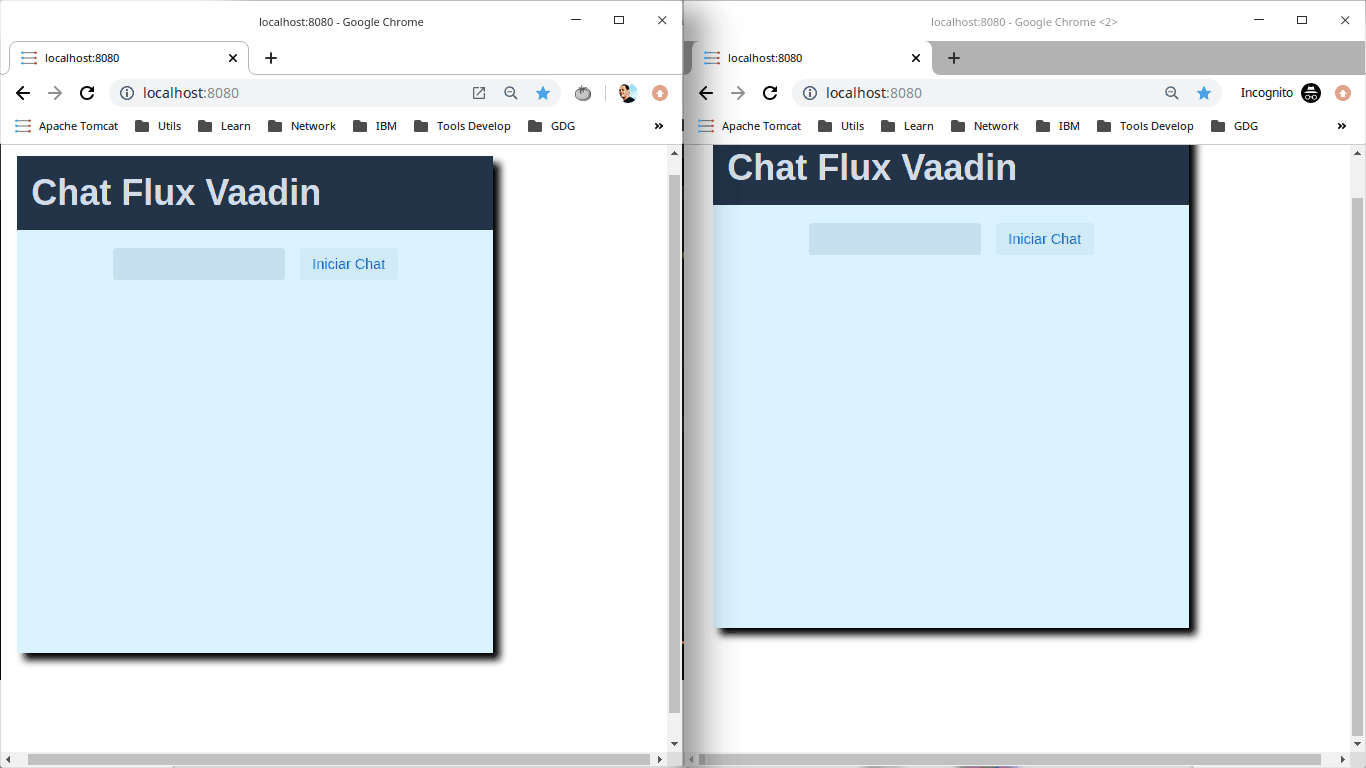 localhost:8080 - Google Chrome
localhost:8080
localhost:8080
Apache Tomcat Utils Learn Network IBM Tools Develop GDG »
Chat Flux Vaadin
Iniciar Chat
localhost:8080 - Google Chrome <2>
localhost:8080
localhost:8080 Incognito
Apache Tomcat Utils Learn Network IBM Tools Develop GDG »
Chat Flux Vaadin
Iniciar Chat